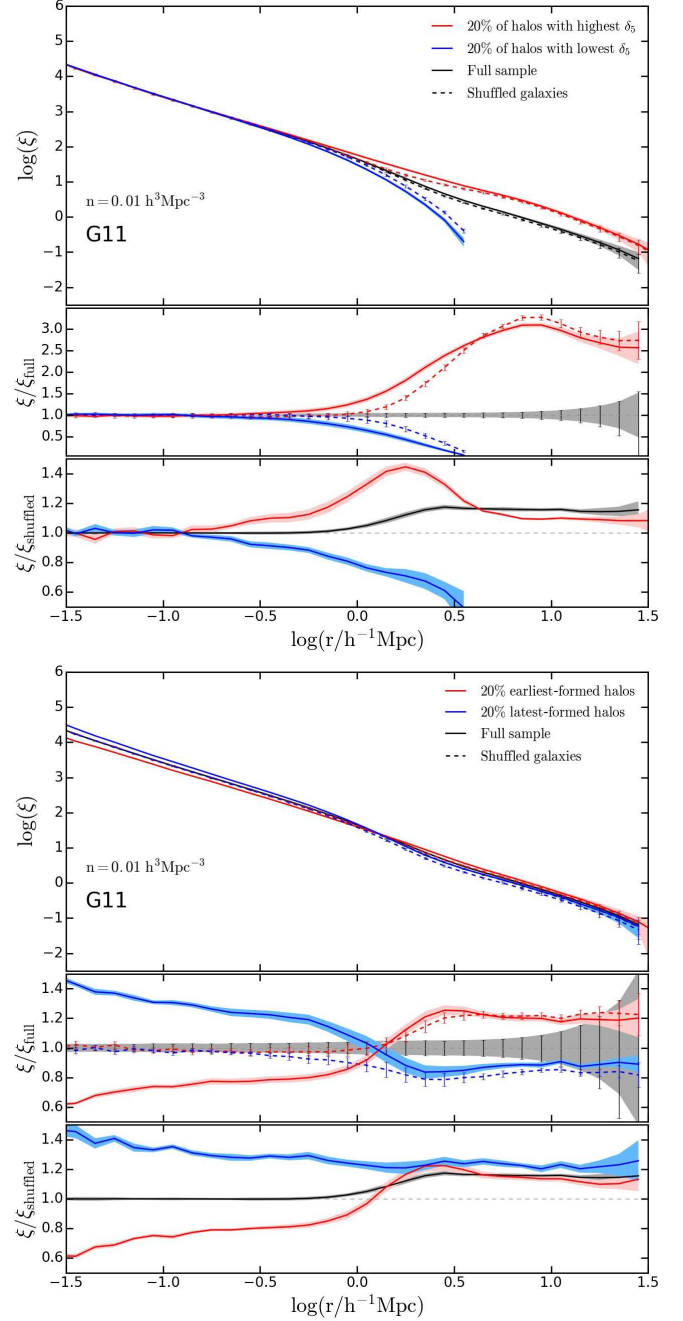 6
5
4
3
2
1
0
−1
−2
log(ξ)
20% of halos with highest δ₅
20% of halos with lowest δ₅
Full sample
Shuffled galaxies
n = 0.01 h³Mpc⁻³
G11
3.0
2.5
2.0
1.5
1.0
0.5
ξ/ξfull
1.4
1.2
1.0
0.8
0.6
ξ/ξshuffled
−1.5 −1.0 −0.5 0.0 0.5 1.0 1.5
log(r/h⁻¹Mpc)
6
5
4
3
2
1
0
−1
−2
log(ξ)
20% earliest-formed halos
20% latest-formed halos
Full sample
Shuffled galaxies
n = 0.01 h³Mpc⁻³
G11
1.4
1.2
1.0
0.8
0.6
ξ/ξfull
1.4
1.2
1.0
0.8
0.6
ξ/ξshuffled
−1.5 −1.0 −0.5 0.0 0.5 1.0 1.5
log(r/h⁻¹Mpc)